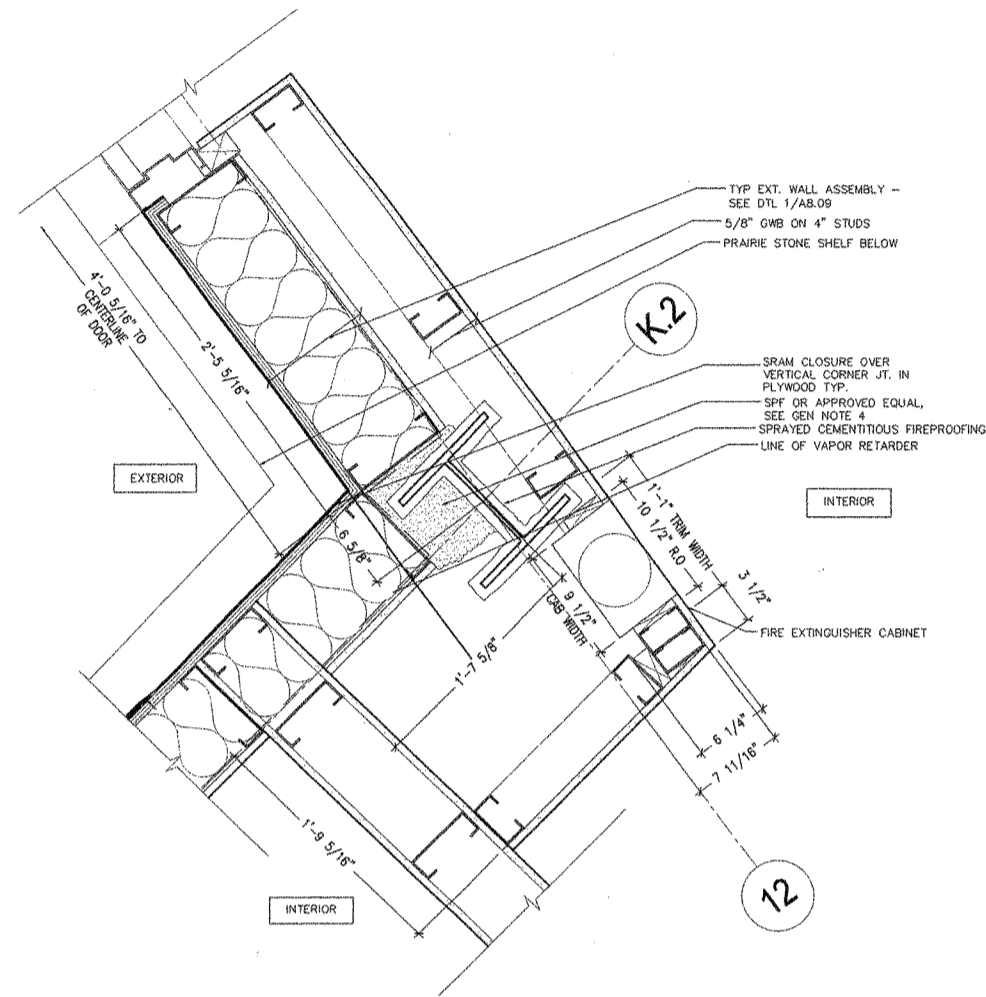 TYP EXT. WALL ASSEMBLY –
SEE DTL 1/A8.09
5/8" GWB ON 4" STUDS
PRAIRIE STONE SHELF BELOW
K.2
4'-0 5/16" TO
CENTERLINE
OF DOOR
2'-5 5/16"
SRAM CLOSURE OVER
VERTICAL CORNER JT. IN
PLYWOOD TYP.
SPF OR APPROVED EQUAL,
SEE GEN NOTE 4
SPRAYED CEMENTITIOUS FIREPROOFING
LINE OF VAPOR RETARDER
EXTERIOR
INTERIOR
1'-1" TRIM WIDTH
10 1/2" R.O
6 5/8"
3 1/2"
9 1/2"
CAB WIDTH
FIRE EXTINGUISHER CABINET
1'-7 5/8"
6 1/4"
7 11/16"
1'-9 5/16"
12
INTERIOR